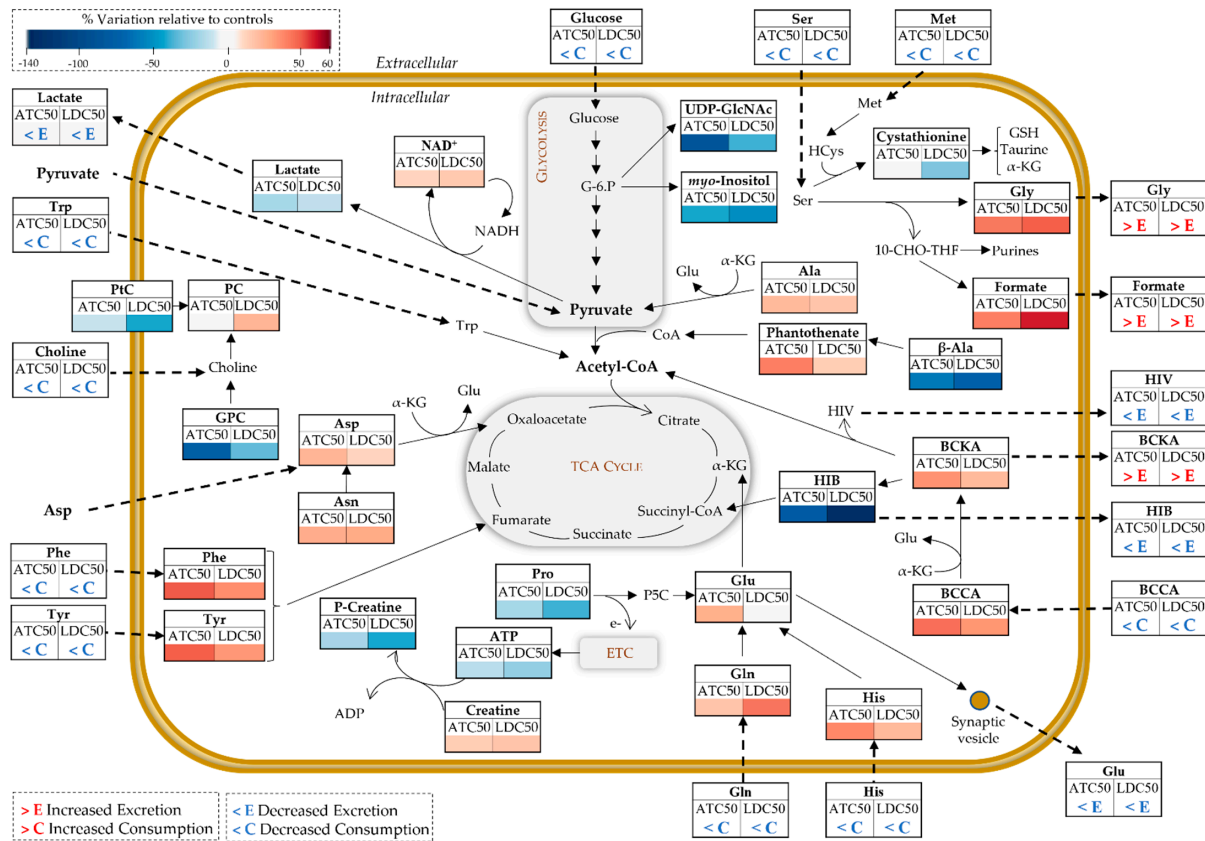 % Variation relative to controls
-140 -100 -50 0 50 60
Extracellular
Intracellular
Glucose
ATC50 LDC50
< C < C
Ser
ATC50 LDC50
< C < C
Met
ATC50 LDC50
< C < C
Lactate
ATC50 LDC50
< E < E
Pyruvate
Trp
ATC50 LDC50
< C < C
Lactate
ATC50 LDC50
NAD+
ATC50 LDC50
NADH
GLYCOLYSIS
Glucose
G-6.P
Pyruvate
UDP-GlcNAc
ATC50 LDC50
myo-Inositol
ATC50 LDC50
Met
HCys
Ser
Cystathionine
ATC50 LDC50
GSH
Taurine
α-KG
Gly
ATC50 LDC50
Gly
ATC50 LDC50
> E > E
10-CHO-THF
Purines
Formate
ATC50 LDC50
Formate
ATC50 LDC50
> E > E
PtC
ATC50 LDC50
PC
ATC50 LDC50
Choline
ATC50 LDC50
< C < C
Choline
GPC
ATC50 LDC50
Trp
Glu
α-KG
Ala
ATC50 LDC50
CoA
Phantothenate
ATC50 LDC50
β-Ala
ATC50 LDC50
Acetyl-CoA
HIV
HIV
ATC50 LDC50
< E < E
α-KG
Glu
Asp
ATC50 LDC50
Asn
ATC50 LDC50
Asp
Oxaloacetate
Citrate
Malate
TCA CYCLE
α-KG
Fumarate
Succinate
Succinyl-CoA
BCKA
ATC50 LDC50
BCKA
ATC50 LDC50
> E > E
HIB
ATC50 LDC50
HIB
ATC50 LDC50
< E < E
Glu
α-KG
BCCA
ATC50 LDC50
BCCA
ATC50 LDC50
< C < C
Phe
ATC50 LDC50
< C < C
Phe
ATC50 LDC50
Tyr
ATC50 LDC50
< C < C
Tyr
ATC50 LDC50
P-Creatine
ATC50 LDC50
ATP
ATC50 LDC50
ADP
Creatine
ATC50 LDC50
Pro
ATC50 LDC50
P5C
e-
ETC
Glu
ATC50 LDC50
Gln
ATC50 LDC50
His
ATC50 LDC50
Synaptic
vesicle
Gln
ATC50 LDC50
< C < C
His
ATC50 LDC50
< C < C
Glu
ATC50 LDC50
< E < E
> E Increased Excretion
> C Increased Consumption
< E Decreased Excretion
< C Decreased Consumption